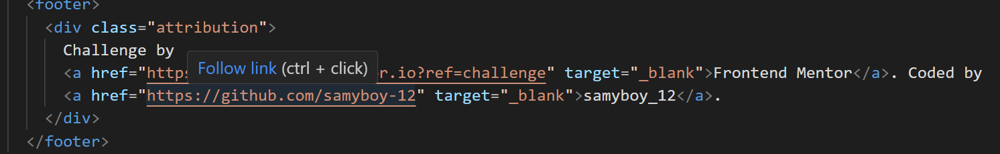 <footer>
<div class="attribution">
Challenge by
Follow link (ctrl + click)
<a href="https r.io?ref=challenge" target="_blank">Frontend Mentor</a>. Coded by
<a href="https://github.com/samyboy-12" target="_blank">samyboy_12</a>.
</div>
</footer>